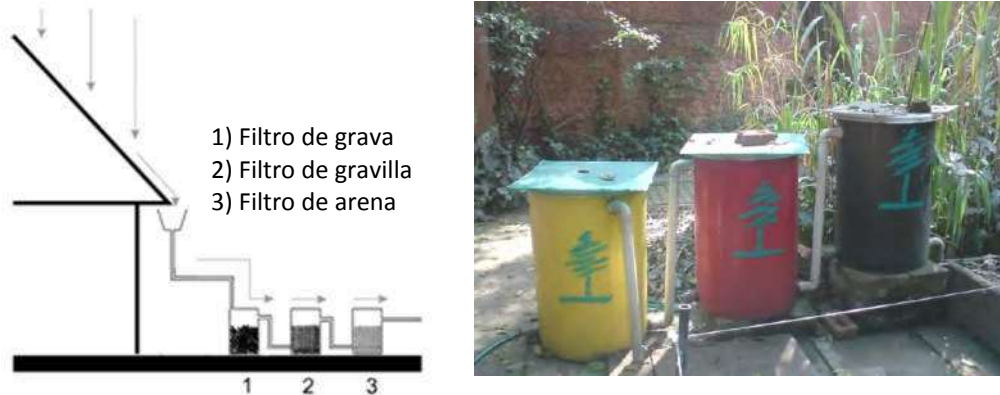 1) Filtro de grava
2) Filtro de gravilla
3) Filtro de arena
1 2 3